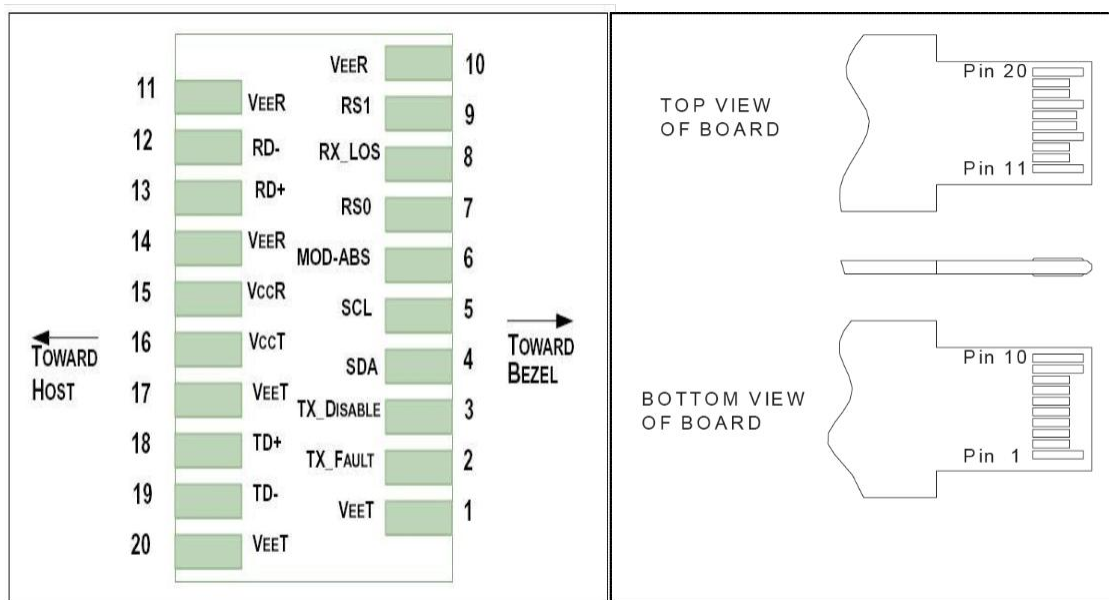 11 VEER
12 RD-
13 RD+
14 VEER
15 VCCR
16 VCCT
17 VEET
18 TD+
19 TD-
20 VEET
VEER 10
RS1 9
RX_LOS 8
RS0 7
MOD-ABS 6
SCL 5
SDA 4
TX_DISABLE 3
TX_FAULT 2
VEET 1
TOWARD
HOST
TOWARD
BEZEL
TOP VIEW
OF BOARD
Pin 20
Pin 11
BOTTOM VIEW
OF BOARD
Pin 10
Pin 1